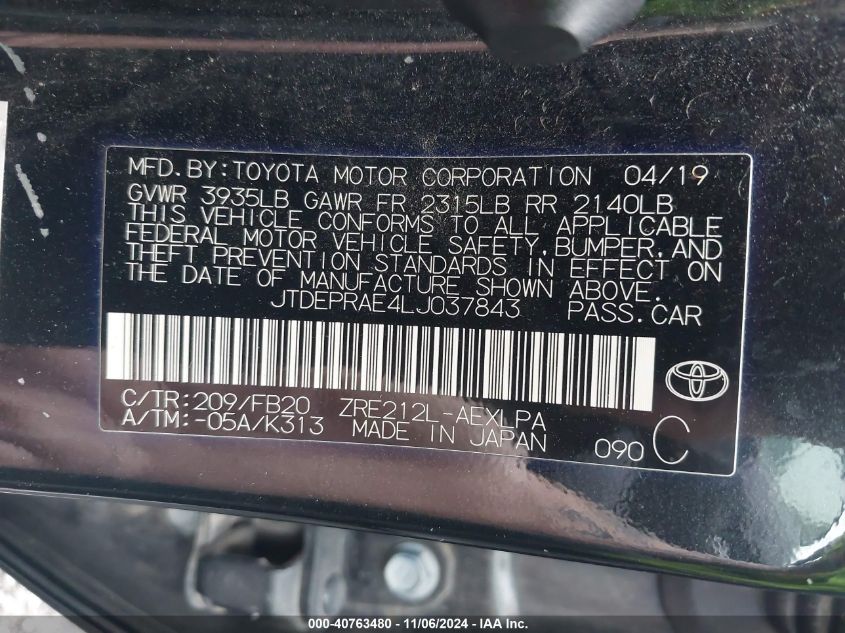 MFD.BY:TOYOTA MOTOR CORPORATION 04/19
GVWR 3935LB GAWR FR 2315LB RR 2140LB
THIS VEHICLE CONFORMS TO ALL APPLICABLE
FEDERAL MOTOR VEHICLE SAFETY,BUMPER,AND
THEFT PREVENTION STANDARDS IN EFFECT ON
THE DATE OF MANUFACTURE SHOWN ABOVE.
JTDEPRAE4LJ037843 PASS.CAR
C/TR:209/FB20 ZRE212L-AEXLPA
A/TM:-05A/K313 MADE IN JAPAN 090 C
000-40763480 - 11/06/2024 - IAAI.com